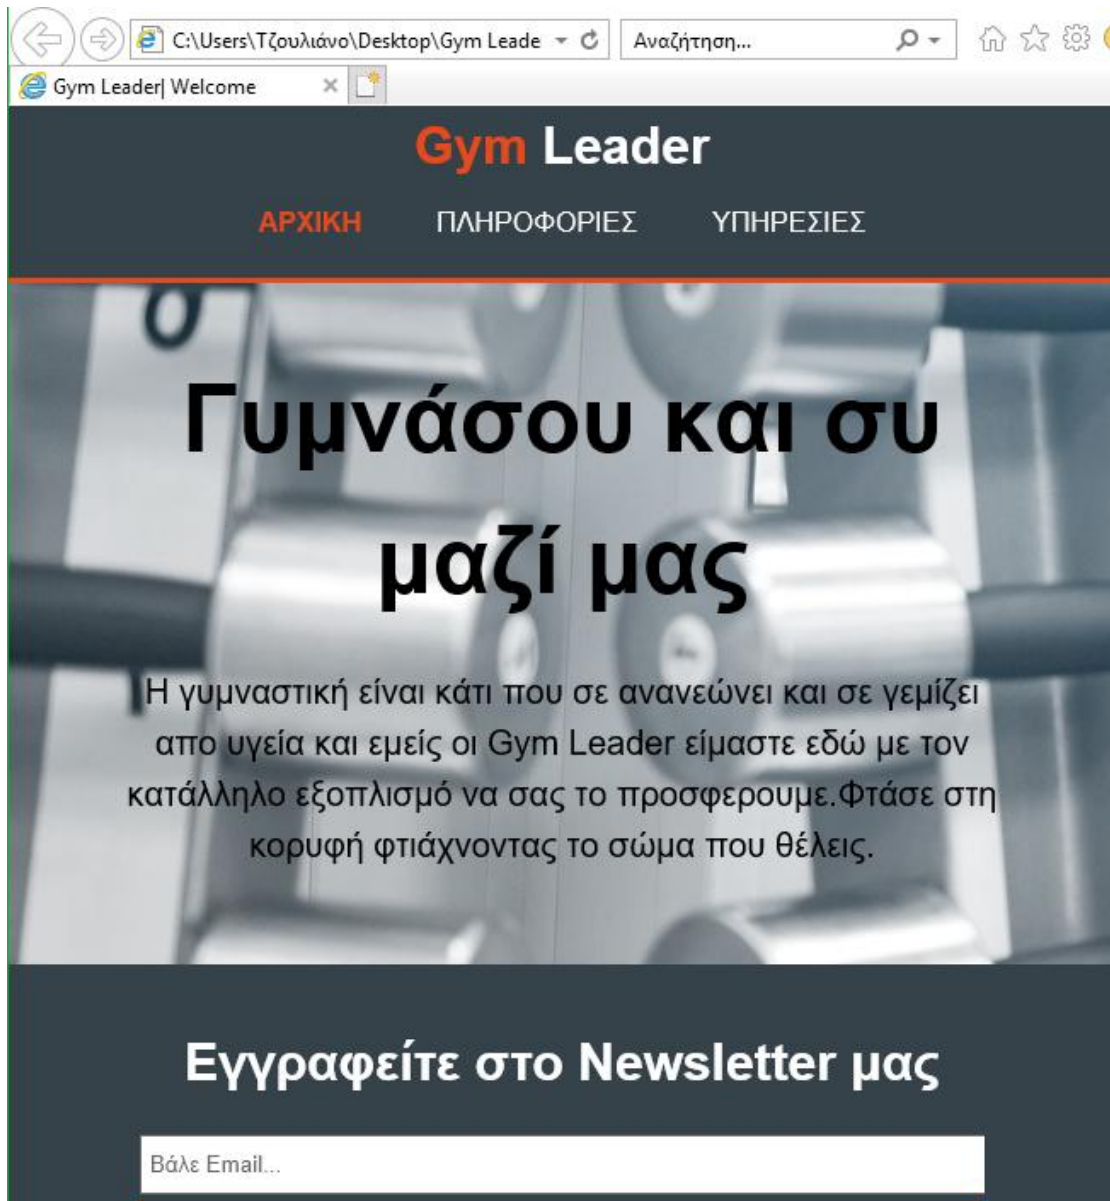 C:\Users\Τζουλιάνο\Desktop\Gym Leade
Αναζήτηση...
Gym Leader| Welcome
Gym Leader
ΑΡΧΙΚΗ ΠΛΗΡΟΦΟΡΙΕΣ ΥΠΗΡΕΣΙΕΣ
Γυμνάσου και συ
μαζί μας
Η γυμναστική είναι κάτι που σε ανανεώνει και σε γεμίζει
απο υγεία και εμείς οι Gym Leader είμαστε εδώ με τον
κατάλληλο εξοπλισμό να σας το προσφερουμε.Φτάσε στη
κορυφή φτιάχνοντας το σώμα που θέλεις.
Εγγραφείτε στο Newsletter μας
Βάλε Email...